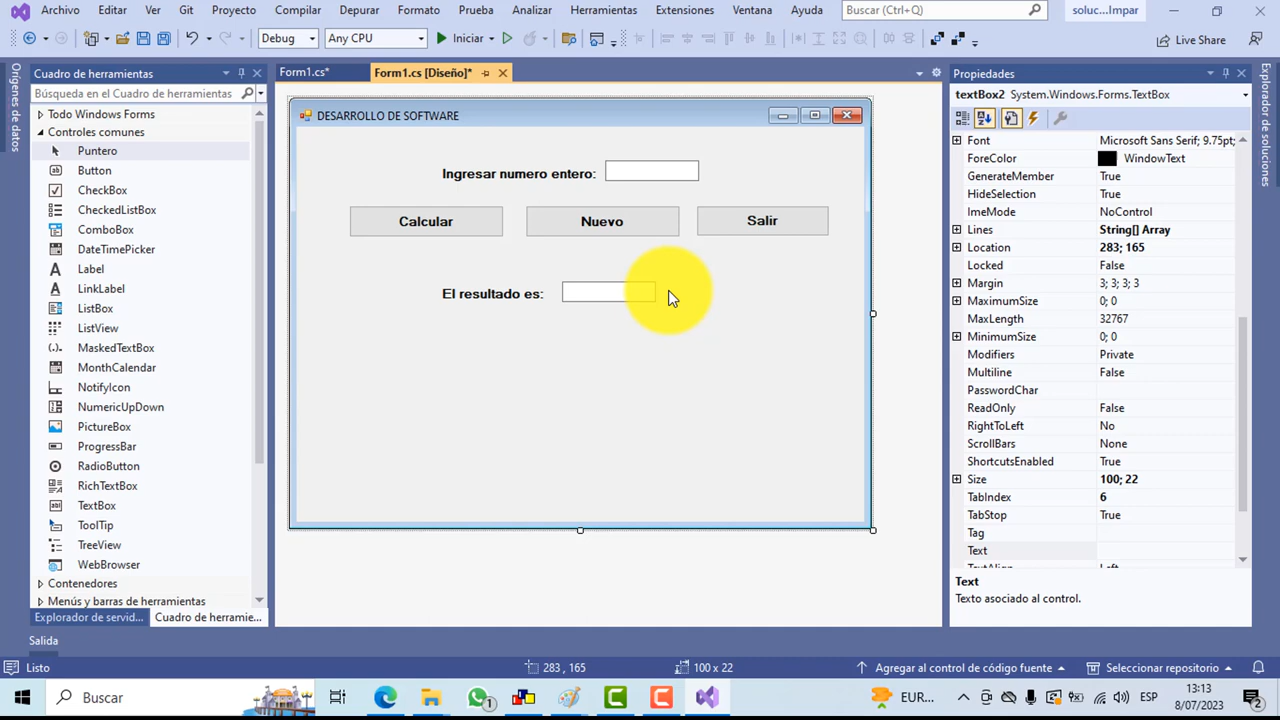 Archivo Editar Ver Git Proyecto Compilar Depurar Formato Prueba Analizar Herramientas Extensiones Ventana Ayuda Buscar (Ctrl+Q) soluc...Impar
Debug Any CPU Iniciar Live Share
Orígenes de datos
Cuadro de herramientas
Búsqueda en el Cuadro de herramientas
Todo Windows Forms
Controles comunes
Puntero
Button
CheckBox
CheckedListBox
ComboBox
DateTimePicker
Label
LinkLabel
ListBox
ListView
MaskedTextBox
MonthCalendar
NotifyIcon
NumericUpDown
PictureBox
ProgressBar
RadioButton
RichTextBox
TextBox
ToolTip
TreeView
WebBrowser
Contenedores
Menús y barras de herramientas
Explorador de servid... Cuadro de herramie...
Form1.cs* Form1.cs [Diseño]*
DESARROLLO DE SOFTWARE
Ingresar numero entero:
Calcular Nuevo Salir
El resultado es:
Propiedades
textBox2 System.Windows.Forms.TextBox
Font Microsoft Sans Serif; 9.75pt;
ForeColor WindowText
GenerateMember True
HideSelection True
ImeMode NoControl
Lines String[] Array
Location 283; 165
Locked False
Margin 3; 3; 3; 3
MaximumSize 0; 0
MaxLength 32767
MinimumSize 0; 0
Modifiers Private
Multiline False
PasswordChar
ReadOnly False
RightToLeft No
ScrollBars None
ShortcutsEnabled True
Size 100; 22
TabIndex 6
TabStop True
Tag
Text
TextAlign Left
Text
Texto asociado al control.
Explorador de soluciones
Salida
Listo 283 , 165 100 x 22 Agregar al control de código fuente Seleccionar repositorio
Buscar 1 EUR... ESP 13:13
8/07/2023 2